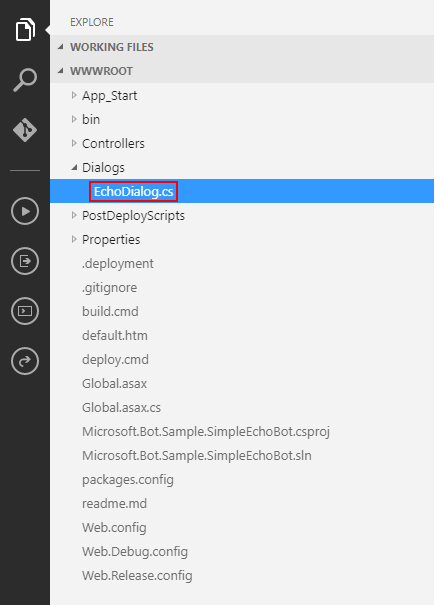 EXPLORE
WORKING FILES
WWWROOT
App_Start
bin
Controllers
Dialogs
EchoDialog.cs
PostDeployScripts
Properties
.deployment
.gitignore
build.cmd
default.htm
deploy.cmd
Global.asax
Global.asax.cs
Microsoft.Bot.Sample.SimpleEchoBot.csproj
Microsoft.Bot.Sample.SimpleEchoBot.sln
packages.config
readme.md
Web.config
Web.Debug.config
Web.Release.config